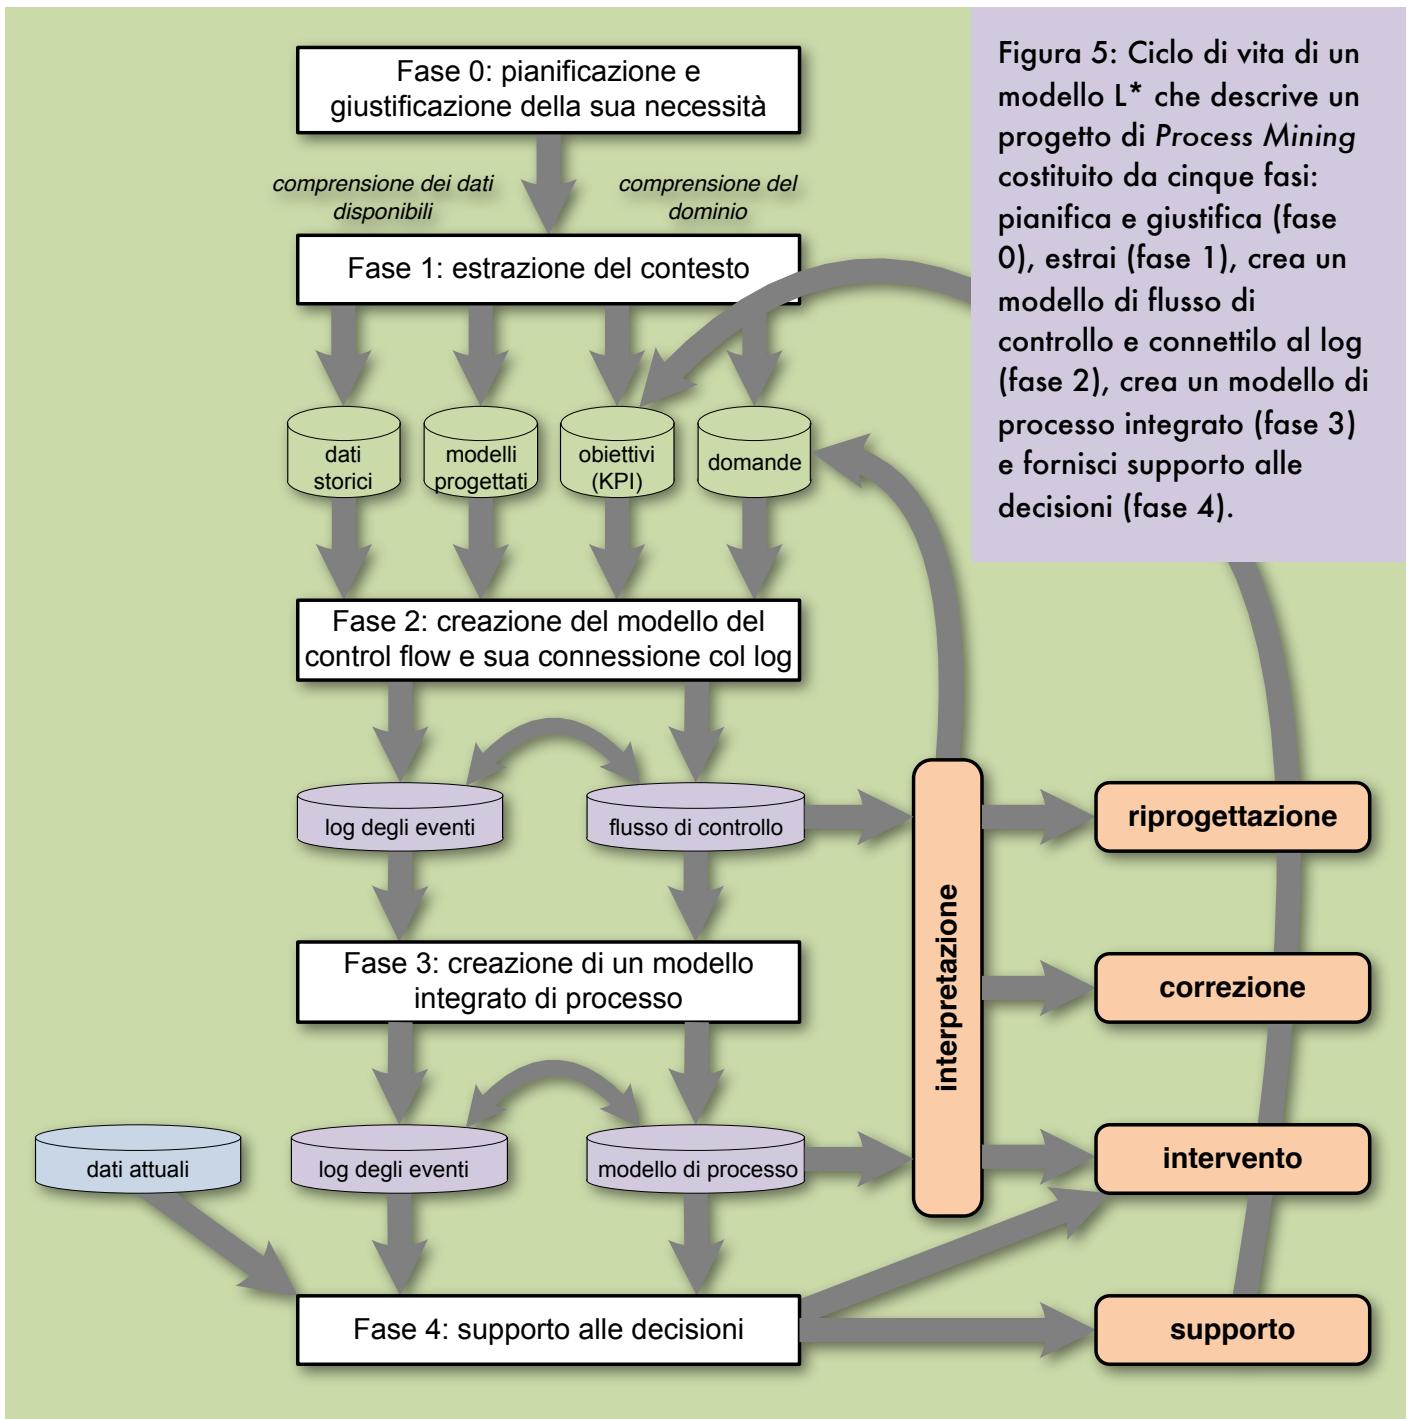 Fase 0: pianificazione e
giustificazione della sua necessità
Figura 5: Ciclo di vita di un
modello L* che descrive un
progetto di Process Mining
costituito da cinque fasi:
pianifica e giustifica (fase
0), estrai (fase 1), crea un
modello di flusso di
controllo e connettilo al log
(fase 2), crea un modello di
processo integrato (fase 3)
e fornisci supporto alle
decisioni (fase 4).
comprensione dei dati
disponibili
comprensione del
dominio
Fase 1: estrazione del contesto
dati
storici
modelli
progettati
obiettivi
(KPI)
domande
Fase 2: creazione del modello del
control flow e sua connessione col log
log degli eventi
flusso di controllo
interpretazione
riprogettazione
Fase 3: creazione di un modello
integrato di processo
correzione
dati attuali
log degli eventi
modello di processo
intervento
Fase 4: supporto alle decisioni
supporto